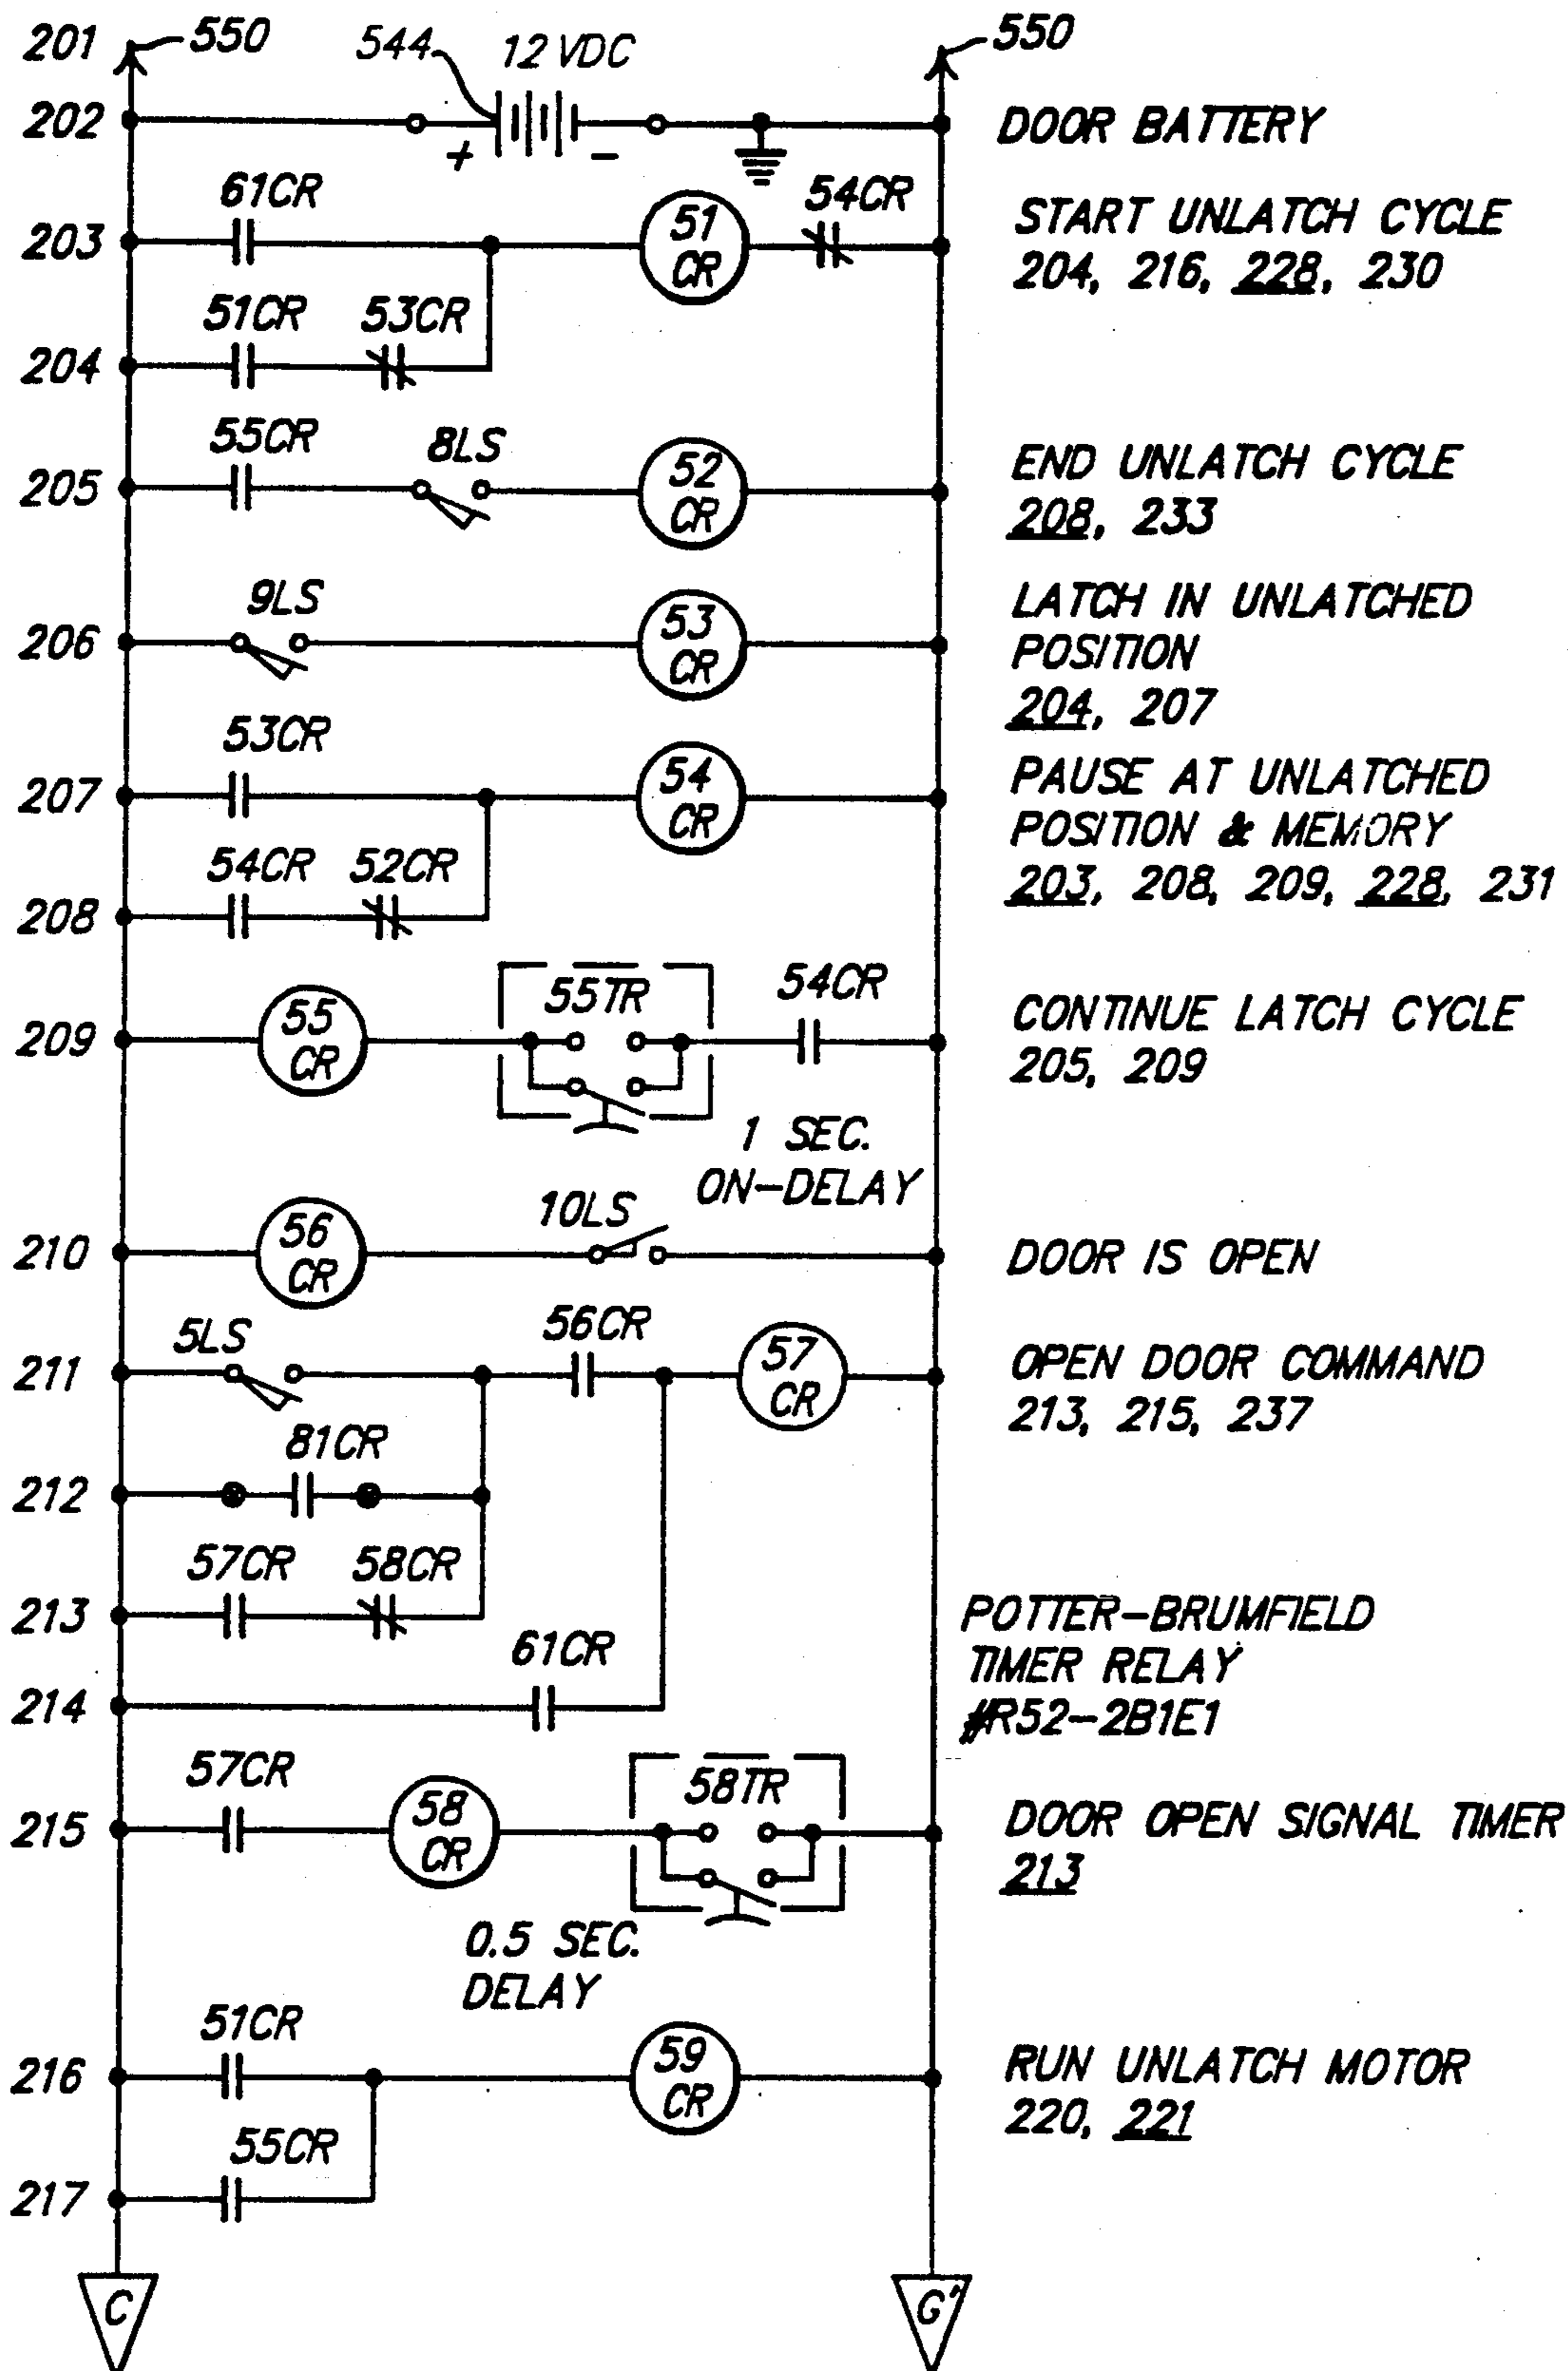 201 550 544 12 VDC 550
202 + - DOOR BATTERY
61CR 54CR
203 51 CR START UNLATCH CYCLE
204, 216, 228, 230
51CR 53CR
204
55CR 8LS
205 52 CR END UNLATCH CYCLE
208, 233
9LS
206 53 CR LATCH IN UNLATCHED
POSITION
204, 207
53CR
207 54 CR PAUSE AT UNLATCHED
POSITION & MEMORY
203, 208, 209, 228, 231
54CR 52CR
208
55TR 54CR
209 55 CR CONTINUE LATCH CYCLE
205, 209
1 SEC.
ON-DELAY
10LS
210 56 CR DOOR IS OPEN
5LS 56CR
211 57 CR OPEN DOOR COMMAND
213, 215, 237
81CR
212
57CR 58CR
213 POTTER-BRUMFIELD
TIMER RELAY
#R52-2B1E1
61CR
214
57CR 58TR
215 58 CR DOOR OPEN SIGNAL TIMER
213
0.5 SEC.
DELAY
51CR
216 59 CR RUN UNLATCH MOTOR
220, 221
55CR
217
C G'